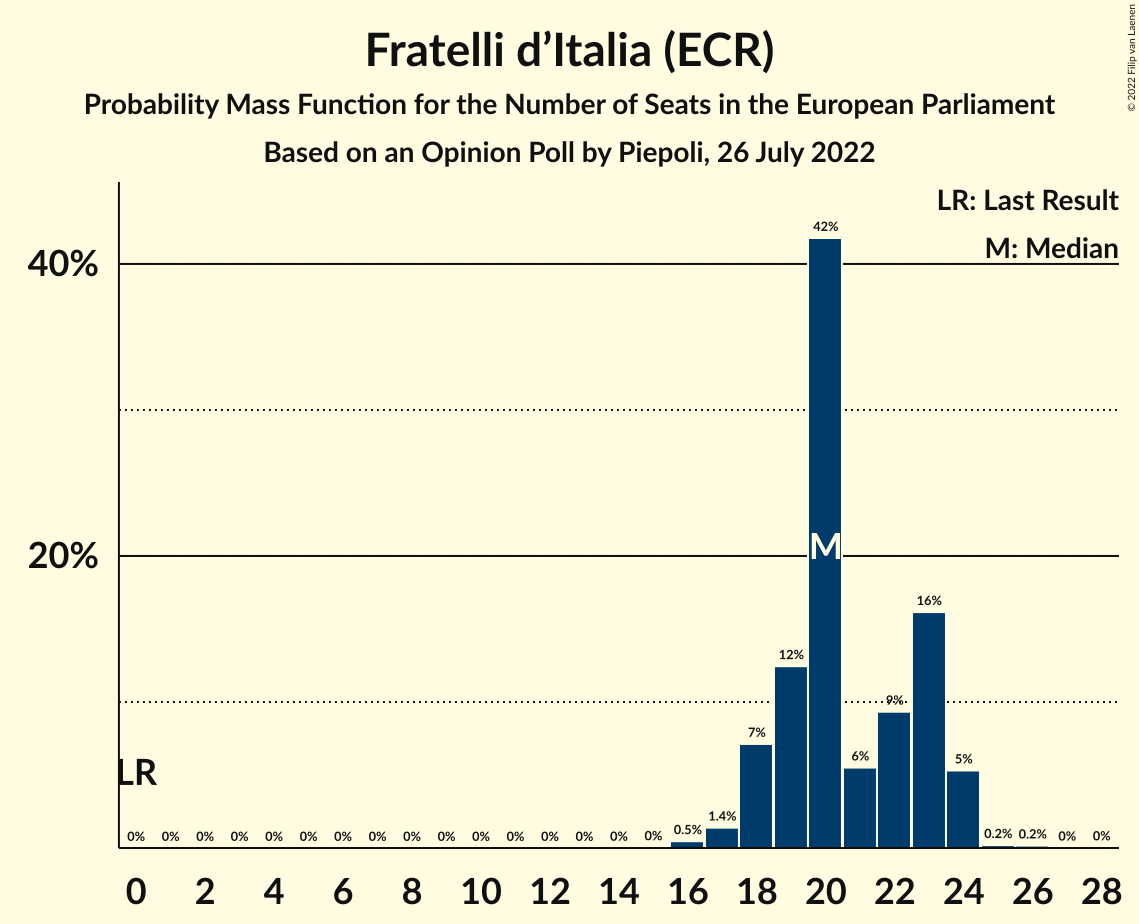 Fratelli d’Italia (ECR)
Probability Mass Function for the Number of Seats in the European Parliament
Based on an Opinion Poll by Piepoli, 26 July 2022
© 2022 Filip van Laenen
LR: Last Result
M: Median
42%
40%
M
20%
16%
12%
9%
7%
6%
5%
LR
1.4%
0.5%
0% 0% 0% 0% 0% 0% 0% 0% 0% 0% 0% 0% 0% 0% 0% 0% 0.2% 0.2% 0% 0%
0 2 4 6 8 10 12 14 16 18 20 22 24 26 28